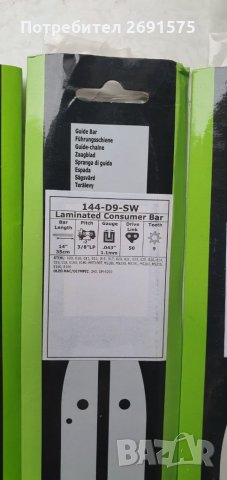 Потребител 2691575
Guide Bar
Führungsschiene
Guide-chaîne
Zaagblad
Spranga di guida
Espada
Sågsvärd
Terälevy
144-D9-SW
Laminated Consumer Bar
Bar Length Pitch Gauge Drive Link Teeth
14" 3/8"LP .043" 50 9
35cm 1.1mm
BAZAR